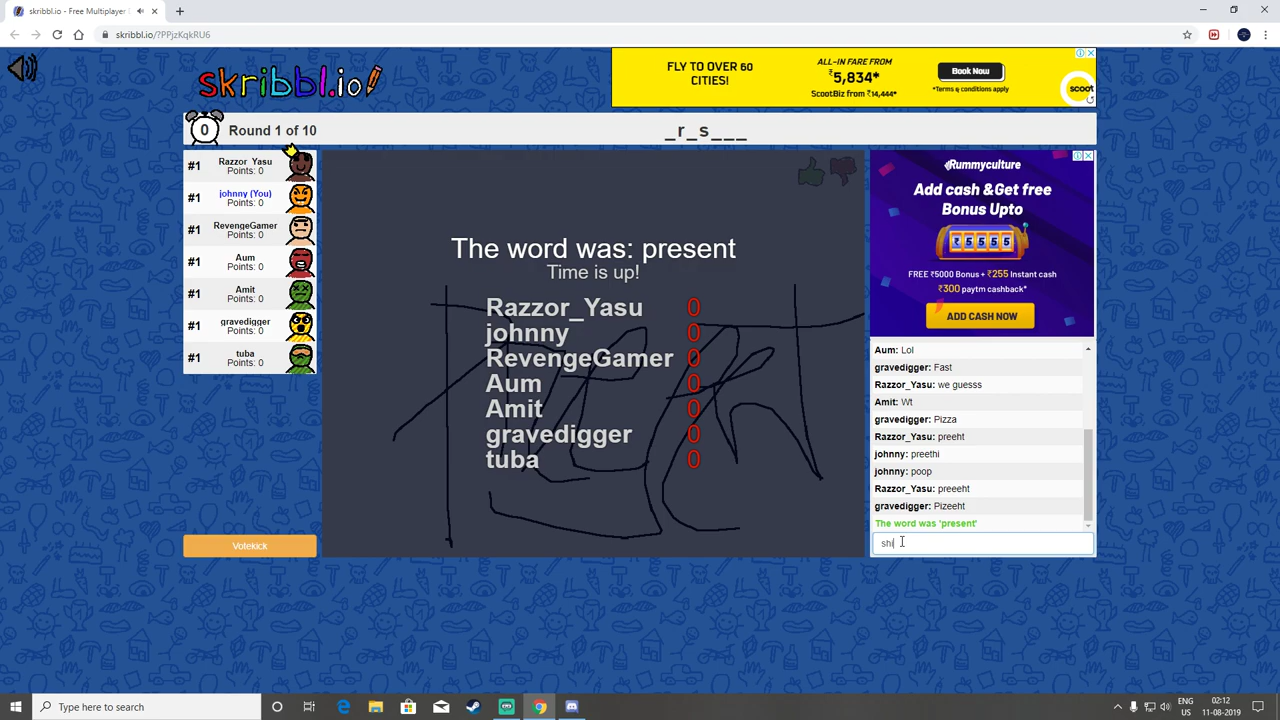 skribbl.io - Free Multiplayer
skribbl.io/?PPjzKqkRU6
skribbl.io
FLY TO OVER 60
CITIES!
ALL-IN FARE FROM
₹5,834*
ScootBiz from ₹14,444*
Book Now
*Terms & conditions apply
scoot
0
Round 1 of 10
_r_s___
#1
Razzor_Yasu
Points: 0
#1
johnny (You)
Points: 0
#1
RevengeGamer
Points: 0
#1
Aum
Points: 0
#1
Amit
Points: 0
#1
gravedigger
Points: 0
#1
tuba
Points: 0
Votekick
The word was: present
Time is up!
Razzor_Yasu 0
johnny 0
RevengeGamer 0
Aum 0
Amit 0
gravedigger 0
tuba 0
Rummyculture
Add cash &Get free
Bonus Upto
₹ 5 5 5 5
FREE ₹5000 Bonus + ₹255 Instant cash
₹300 paytm cashback*
ADD CASH NOW
Aum: Lol
gravedigger: Fast
Razzor_Yasu: we guesss
Amit: Wt
gravedigger: Pizza
Razzor_Yasu: preeht
johnny: preethi
johnny: poop
Razzor_Yasu: preeeht
gravedigger: Pizeeht
The word was 'present'
shi
Type here to search
ENG
US
02:12
11-08-2019